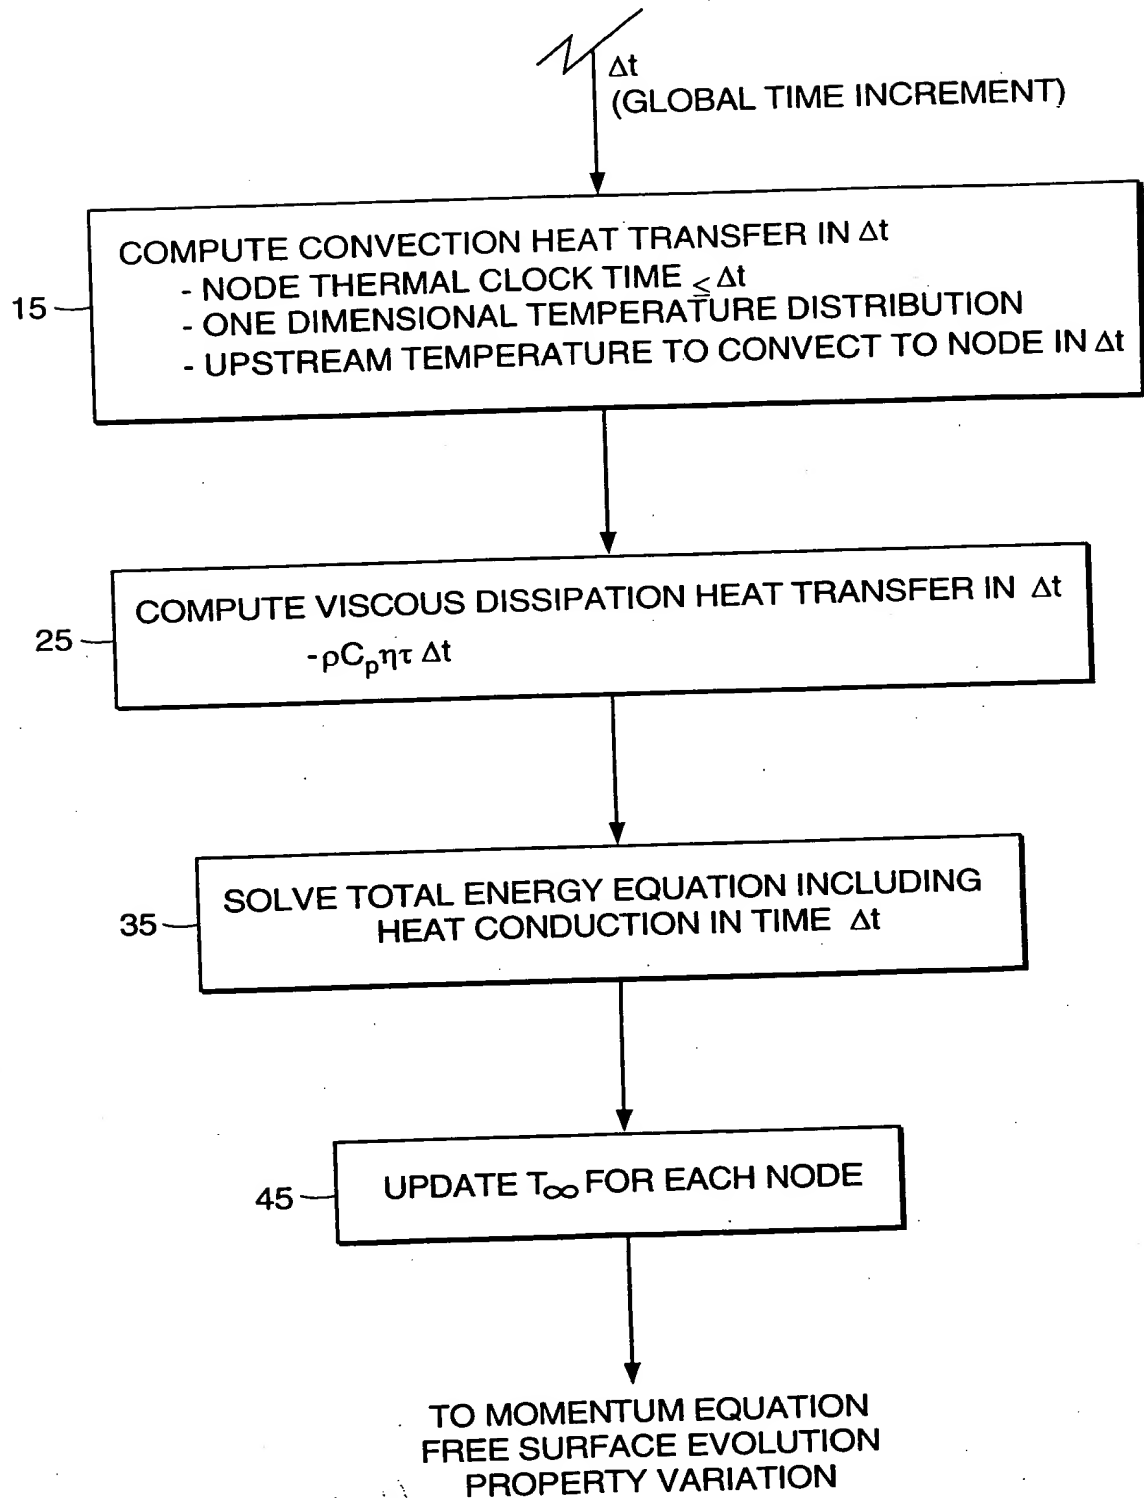 Δt
(GLOBAL TIME INCREMENT)
COMPUTE CONVECTION HEAT TRANSFER IN Δt
- NODE THERMAL CLOCK TIME ≤ Δt
- ONE DIMENSIONAL TEMPERATURE DISTRIBUTION
- UPSTREAM TEMPERATURE TO CONVECT TO NODE IN Δt
15
COMPUTE VISCOUS DISSIPATION HEAT TRANSFER IN Δt
-ρCₚητ Δt
25
SOLVE TOTAL ENERGY EQUATION INCLUDING
HEAT CONDUCTION IN TIME Δt
35
UPDATE T∞ FOR EACH NODE
45
TO MOMENTUM EQUATION
FREE SURFACE EVOLUTION
PROPERTY VARIATION